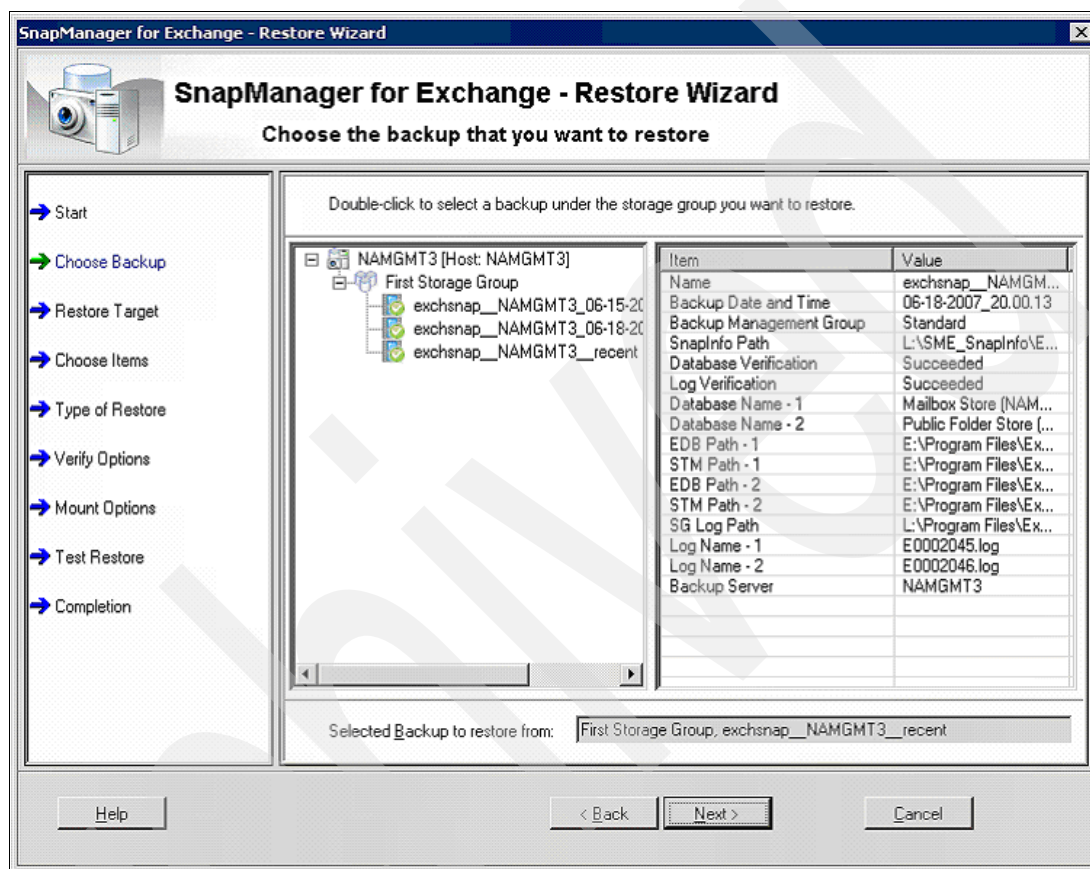 SnapManager for Exchange - Restore Wizard
SnapManager for Exchange - Restore Wizard
Choose the backup that you want to restore
Start
Choose Backup
Restore Target
Choose Items
Type of Restore
Verify Options
Mount Options
Test Restore
Completion
Double-click to select a backup under the storage group you want to restore.
NAMGMT3 [Host: NAMGMT3]
First Storage Group
exchsnap__NAMGMT3_06-15-20
exchsnap__NAMGMT3_06-18-20
exchsnap__NAMGMT3__recent
Item Value
Name exchsnap__NAMGM...
Backup Date and Time 06-18-2007_20.00.13
Backup Management Group Standard
SnapInfo Path L:\SME_SnapInfo\E...
Database Verification Succeeded
Log Verification Succeeded
Database Name - 1 Mailbox Store (NAM...
Database Name - 2 Public Folder Store (...
EDB Path - 1 E:\Program Files\Ex...
STM Path - 1 E:\Program Files\Ex...
EDB Path - 2 E:\Program Files\Ex...
STM Path - 2 E:\Program Files\Ex...
SG Log Path L:\Program Files\Ex...
Log Name - 1 E0002045.log
Log Name - 2 E0002046.log
Backup Server NAMGMT3
Selected Backup to restore from: First Storage Group, exchsnap__NAMGMT3__recent
Help < Back Next > Cancel